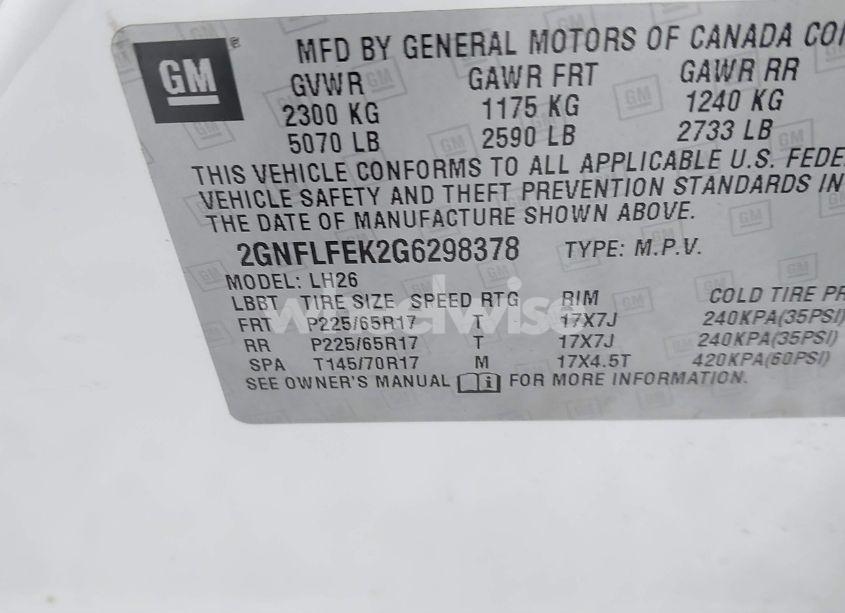 GM
®
MFD BY GENERAL MOTORS OF CANADA
GVWR GAWR FRT GAWR RR
2300 KG 1175 KG 1240 KG
5070 LB 2590 LB 2733 LB
THIS VEHICLE CONFORMS TO ALL APPLICABLE U.S. FEDE
VEHICLE SAFETY AND THEFT PREVENTION STANDARDS IN
THE DATE OF MANUFACTURE SHOWN ABOVE.
2GNFLFEK2G6298378 TYPE: M.P.V.
MODEL: LH26
LBBT TIRE SIZE SPEED RTG RIM COLD TIRE PR
FRT P225/65R17 T 17X7J 240KPA(35PSI)
RR P225/65R17 T 17X7J 240KPA(35PSI)
SPA T145/70R17 M 17X4.5T 420KPA(60PSI)
SEE OWNER'S MANUAL i FOR MORE INFORMATION.
wheelwise